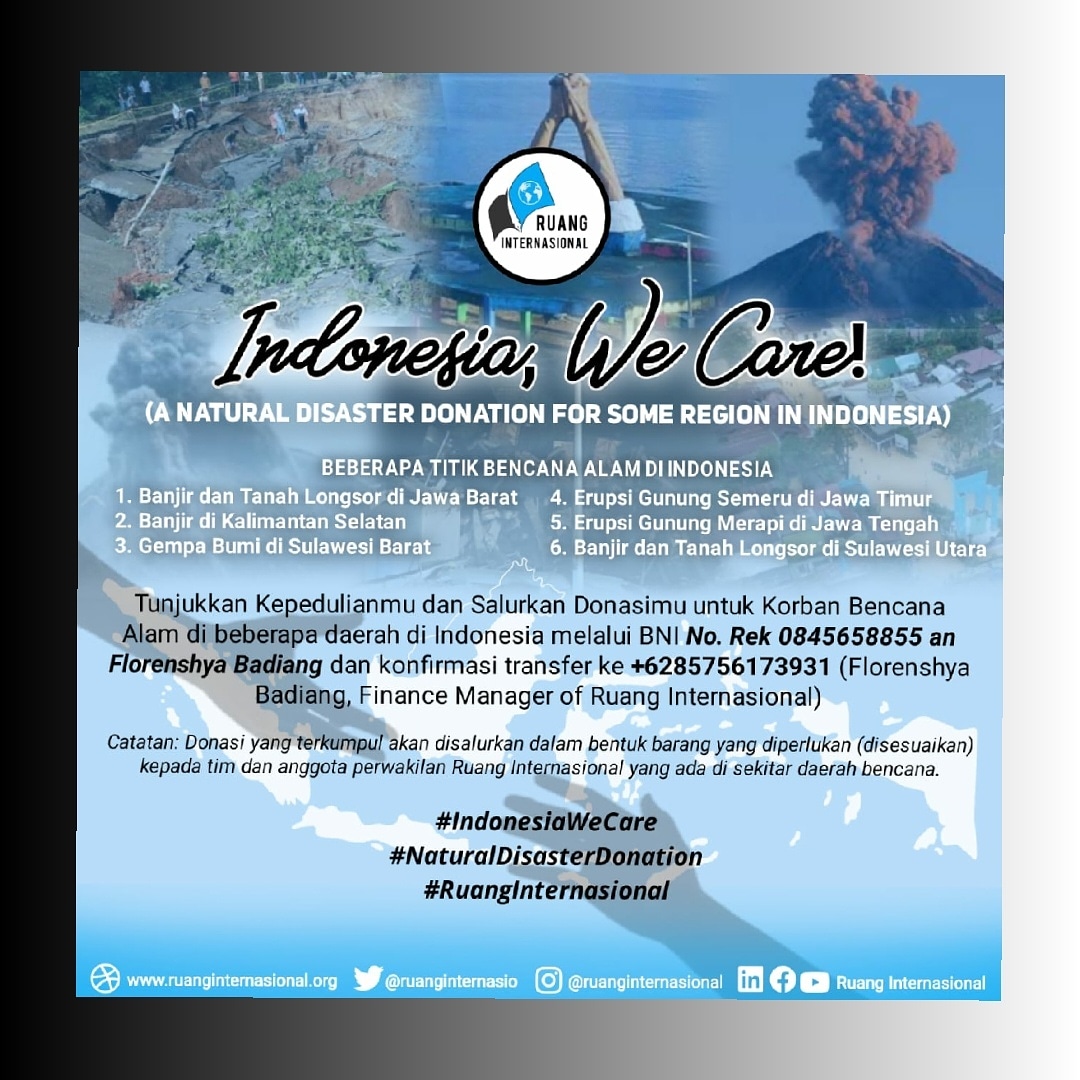 RUANG
INTERNASIONAL
Indonesia, We Care!
(A NATURAL DISASTER DONATION FOR SOME REGION IN INDONESIA)
BEBERAPA TITIK BENCANA ALAM DI INDONESIA
1. Banjir dan Tanah Longsor di Jawa Barat
2. Banjir di Kalimantan Selatan
3. Gempa Bumi di Sulawesi Barat
4. Erupsi Gunung Semeru di Jawa Timur
5. Erupsi Gunung Merapi di Jawa Tengah
6. Banjir dan Tanah Longsor di Sulawesi Utara
Tunjukkan Kepedulianmu dan Salurkan Donasimu untuk Korban Bencana
Alam di beberapa daerah di Indonesia melalui BNI No. Rek 0845658855 an
Florenshya Badiang dan konfirmasi transfer ke +6285756173931 (Florenshya
Badiang, Finance Manager of Ruang Internasional)
Catatan: Donasi yang terkumpul akan disalurkan dalam bentuk barang yang diperlukan (disesuaikan)
kepada tim dan anggota perwakilan Ruang Internasional yang ada di sekitar daerah bencana.
#IndonesiaWeCare
#NaturalDisasterDonation
#RuangInternasional
www.ruanginternasional.org @ruanginternasio @ruanginternasional Ruang Internasional